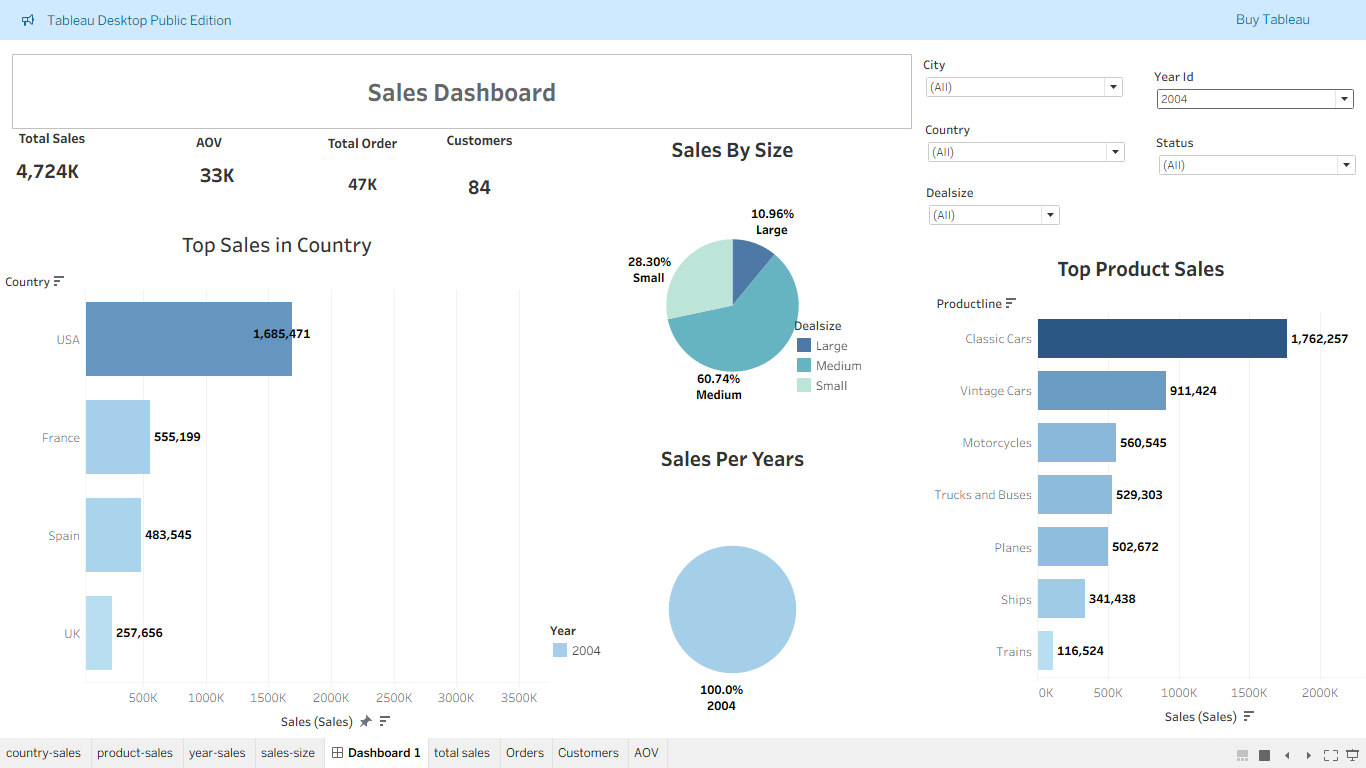 Tableau Desktop Public Edition
Buy Tableau
Sales Dashboard
City
(All)
Year Id
2004
Country
(All)
Status
(All)
Dealsize
(All)
Total Sales
4,724K
AOV
33K
Total Order
47K
Customers
84
Top Sales in Country
Country
USA
1,685,471
France
555,199
Spain
483,545
UK
257,656
500K 1000K 1500K 2000K 2500K 3000K 3500K
Sales (Sales)
Sales By Size
10.96%
Large
28.30%
Small
60.74%
Medium
Dealsize
Large
Medium
Small
Sales Per Years
Year
2004
100.0%
2004
Top Product Sales
Productline
Classic Cars
1,762,257
Vintage Cars
911,424
Motorcycles
560,545
Trucks and Buses
529,303
Planes
502,672
Ships
341,438
Trains
116,524
0K 500K 1000K 1500K 2000K
Sales (Sales)
country-sales product-sales year-sales sales-size Dashboard 1 total sales Orders Customers AOV